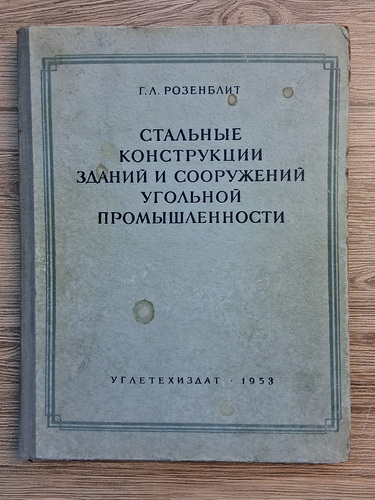 Г.Л. РОЗЕНБЛИТ
СТАЛЬНЫЕ
КОНСТРУКЦИИ
ЗДАНИЙ И СООРУЖЕНИЙ
УГОЛЬНОЙ
ПРОМЫШЛЕННОСТИ
УГЛЕТЕХИЗДАТ · 1953